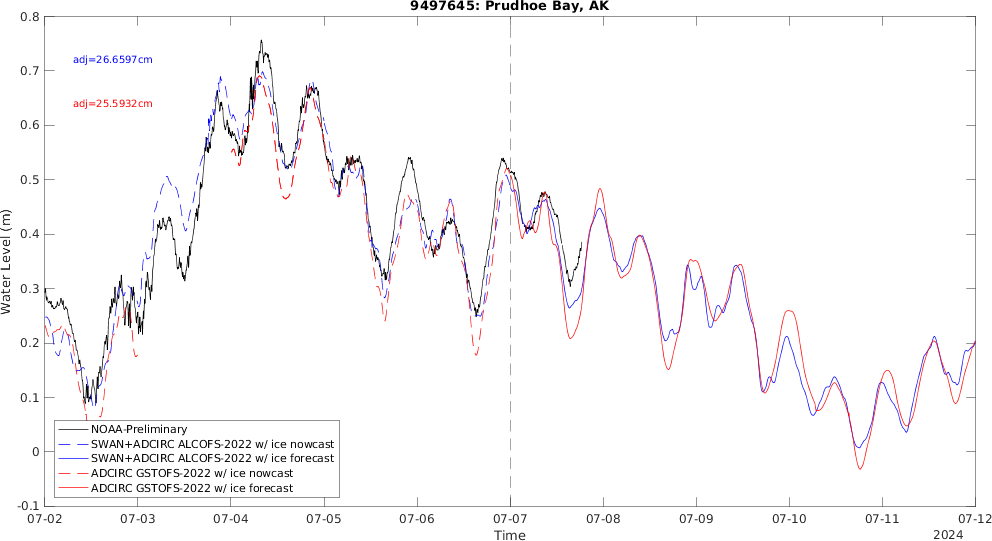 9497645: Prudhoe Bay, AK
0.8
0.7
0.6
0.5
0.4
0.3
0.2
0.1
0
-0.1
Water Level (m)
adj=26.6597cm
adj=25.5932cm
NOAA-Preliminary
SWAN+ADCIRC ALCOFS-2022 w/ ice nowcast
SWAN+ADCIRC ALCOFS-2022 w/ ice forecast
ADCIRC GSTOFS-2022 w/ ice nowcast
ADCIRC GSTOFS-2022 w/ ice forecast
07-02 07-03 07-04 07-05 07-06 07-07 07-08 07-09 07-10 07-11 07-12
Time
2024